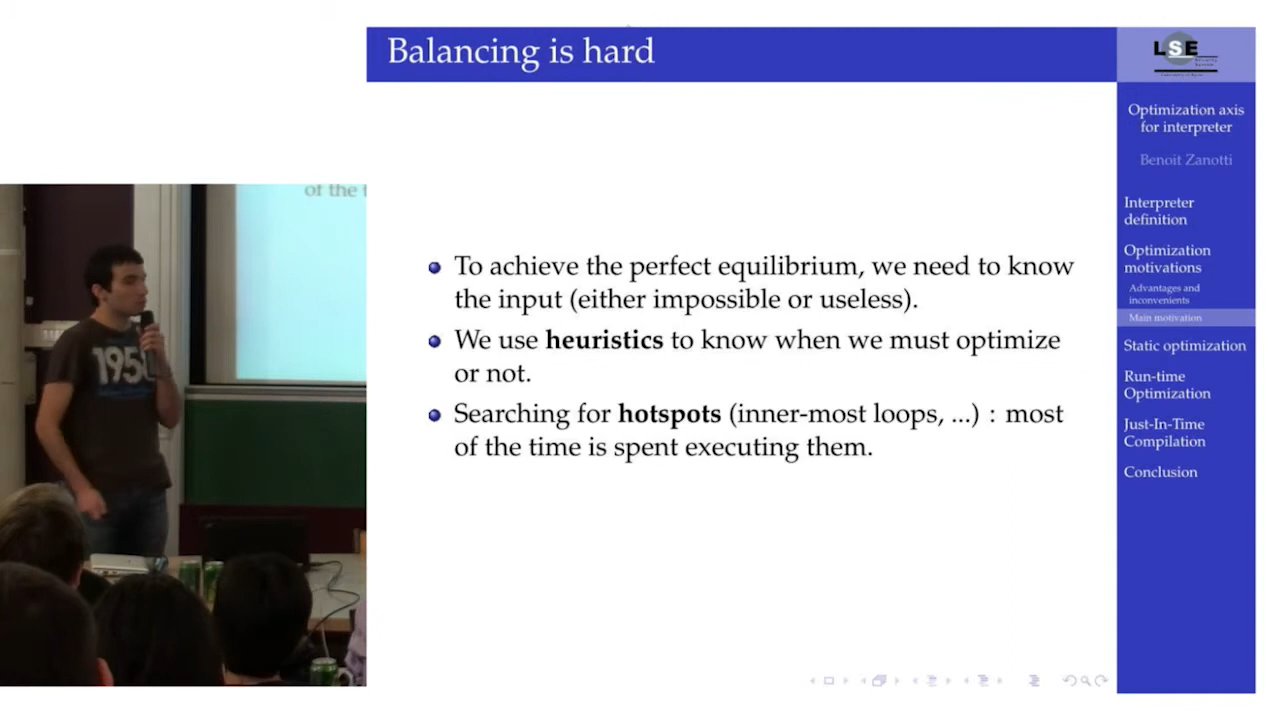 Balancing is hard
To achieve the perfect equilibrium, we need to know
the input (either impossible or useless).
We use heuristics to know when we must optimize
or not.
Searching for hotspots (inner-most loops, ...) : most
of the time is spent executing them.
LSE
Optimization axis
for interpreter
Benoit Zanotti
Interpreter
definition
Optimization
motivations
Advantages and
inconvenients
Main motivation
Static optimization
Run-time
Optimization
Just-In-Time
Compilation
Conclusion
of the
195